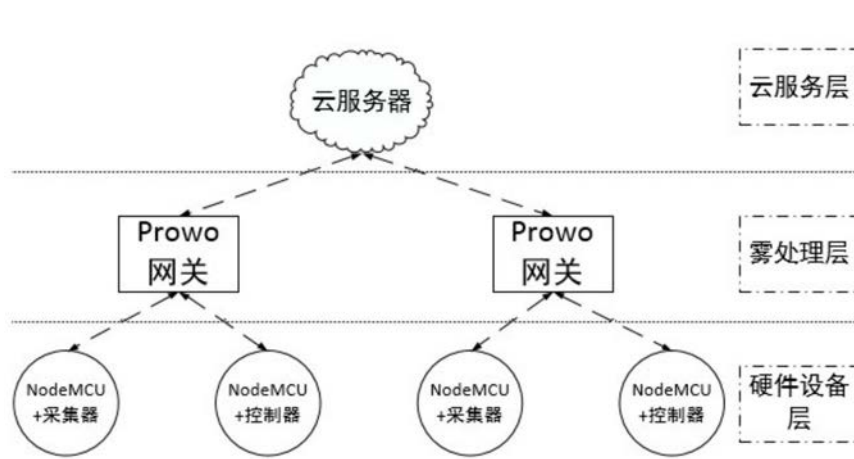 云服务器
云服务层
Prowo
网关
Prowo
网关
雾处理层
NodeMCU
+采集器
NodeMCU
+控制器
NodeMCU
+采集器
NodeMCU
+控制器
硬件设备
层